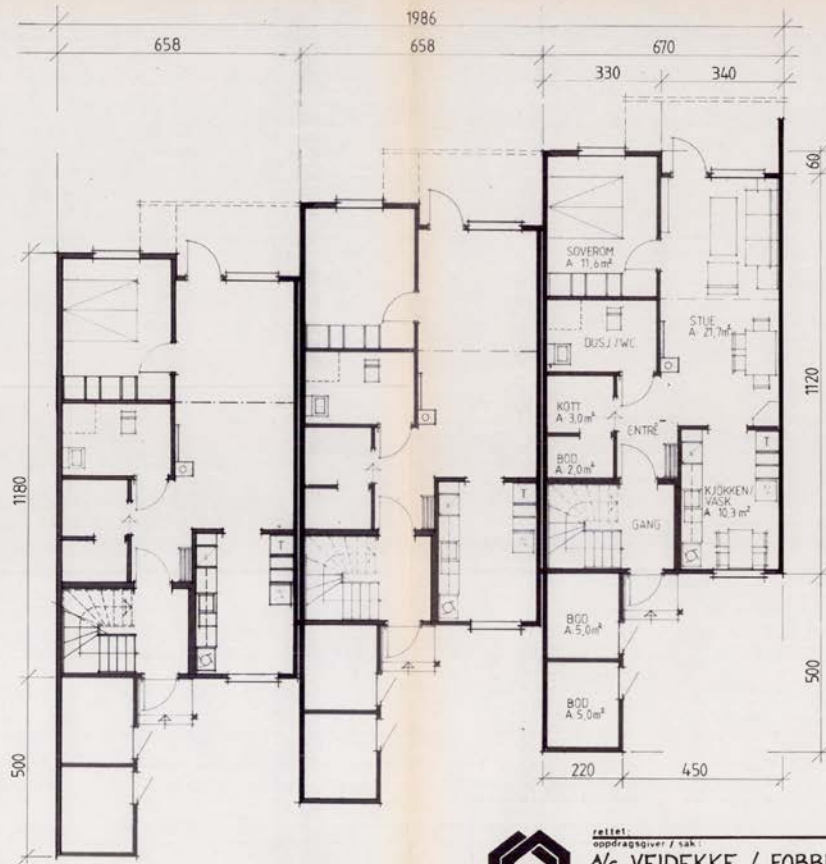 1986
658
658
670
330
340
60
SOVEROM
A. 11,6m²
DUSJ/WC
STUE
A: 21,7m²
1120
KOTT
A. 3,0m²
ENTRÉ
BOD
A. 2,0m²
T
KJØKKEN/
VASK
A 10,3 m²
GANG
1180
T
T
BOD
A.5,0m²
BOD
A.5,0m²
500
500
220
450
rettet:
oppdragsgiver / sak:
A/S VEIDEKKE /